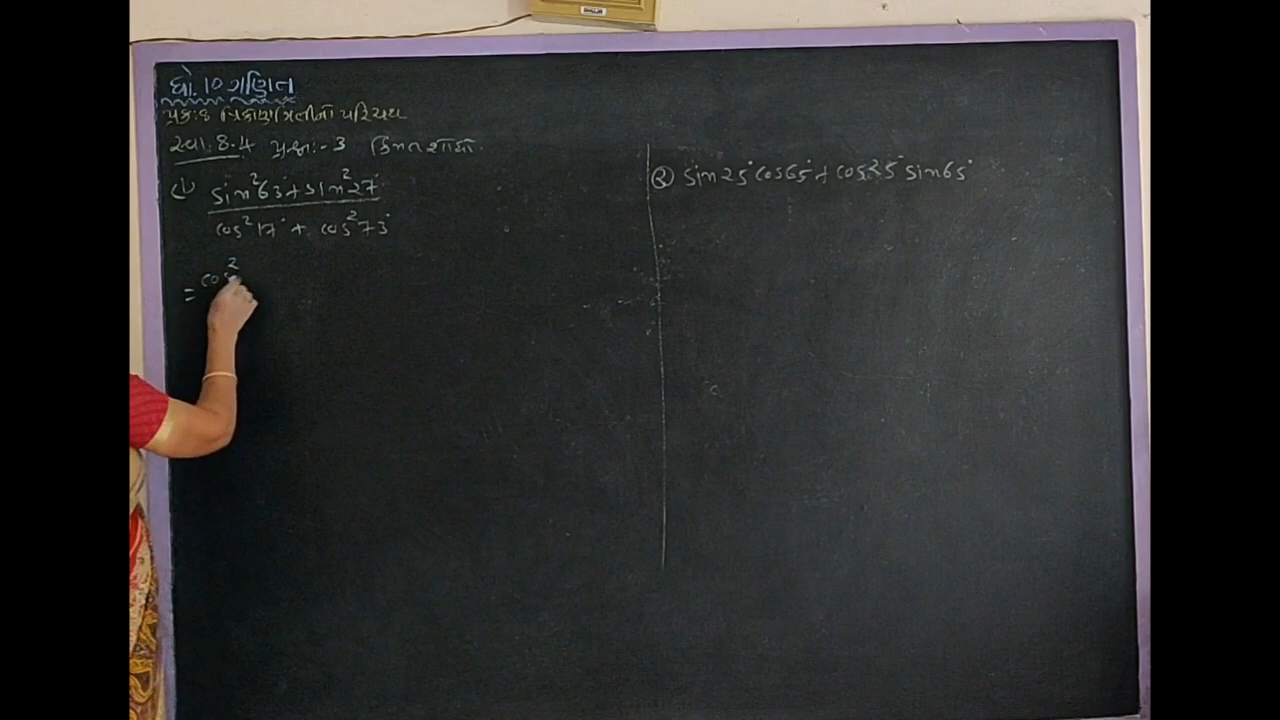 ધો. 10 ગણિત
પ્રક: 8 ત્રિકોણમિતીનો પરિચય
સ્વા. 8.4 પ્રશ્ન:- 3 કિંમત શોધો.
(1) sin²63° + sin²27°
cos²17° + cos²73°
= cos²
(2) sin25° cos65° + cos25° sin65°